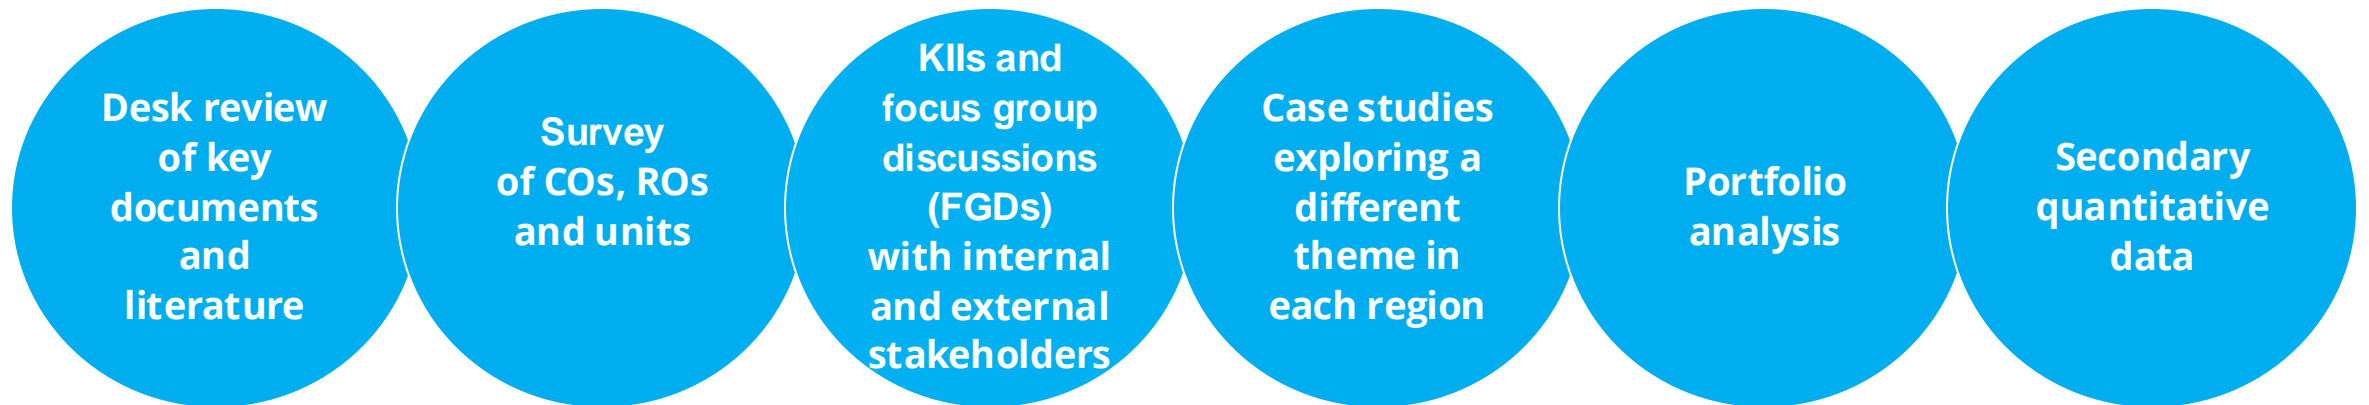 Desk review
of key
documents
and
literature
Survey
of COs, ROs
and units
KIIs and
focus group
discussions
(FGDs)
with internal
and external
stakeholders
Case studies
exploring a
different
theme in
each region
Portfolio
analysis
Secondary
quantitative
data